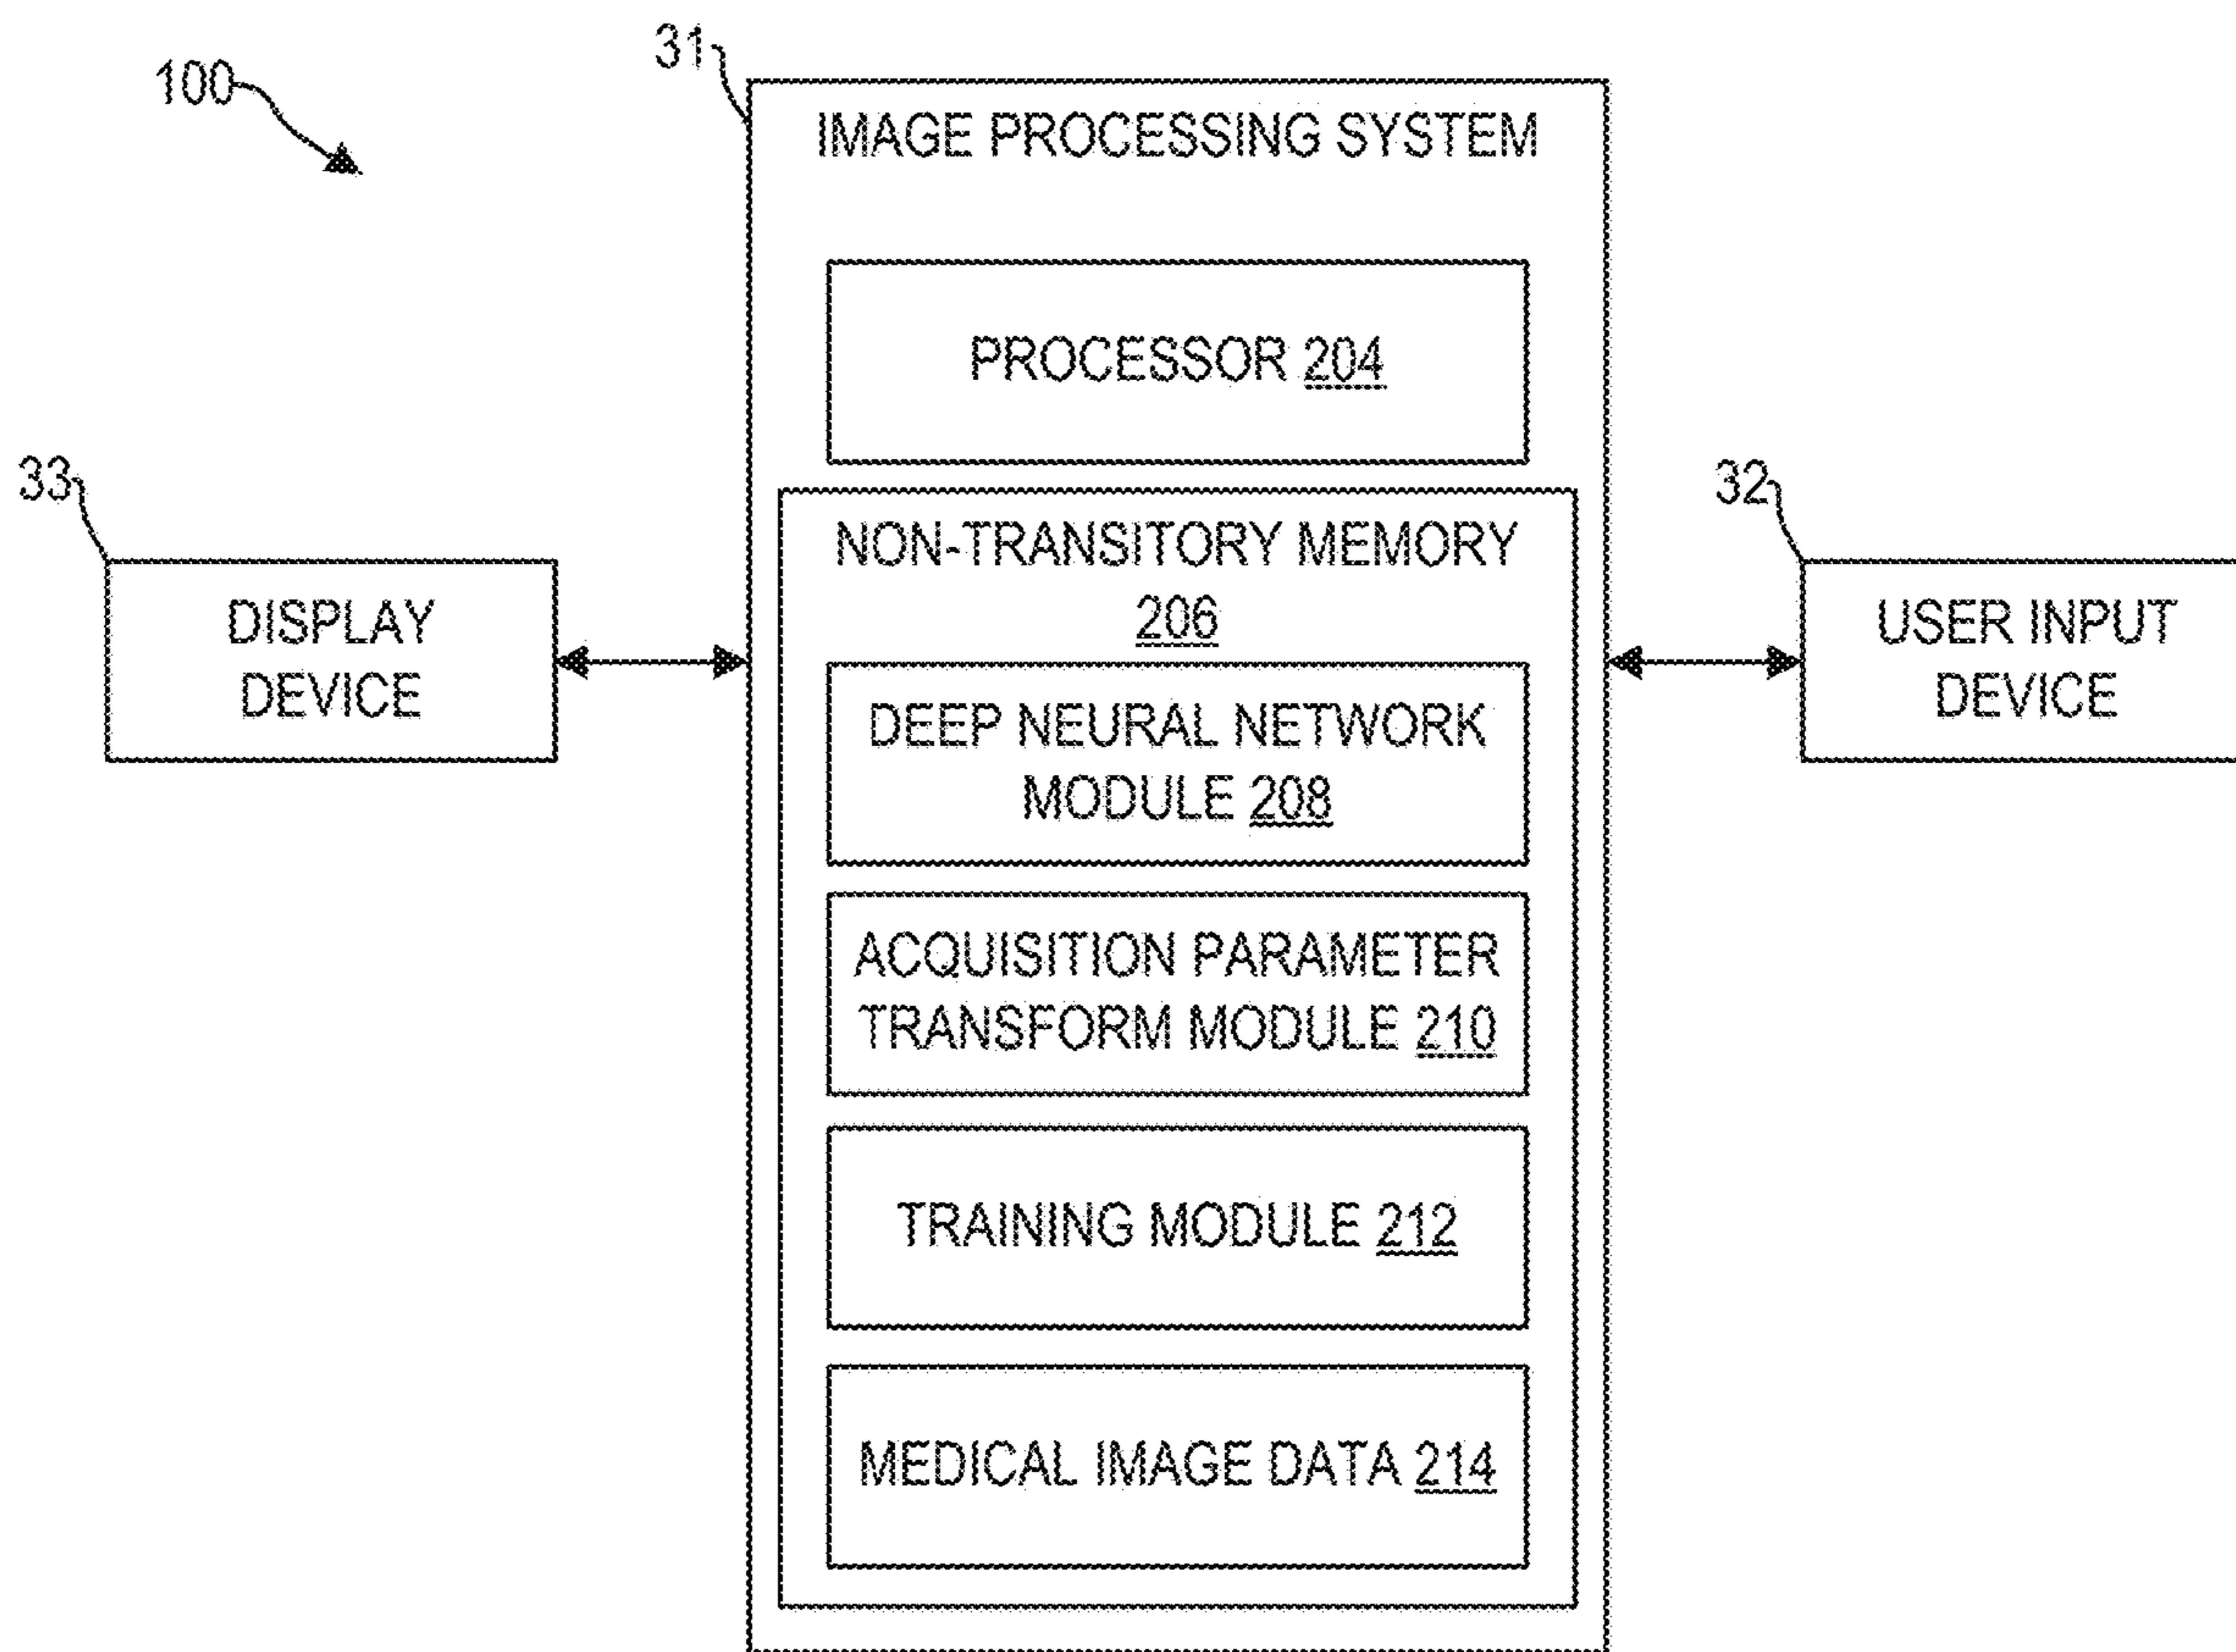 100
31
IMAGE PROCESSING SYSTEM
PROCESSOR 204
33
DISPLAY
DEVICE
NON-TRANSITORY MEMORY
206
DEEP NEURAL NETWORK
MODULE 208
ACQUISITION PARAMETER
TRANSFORM MODULE 210
TRAINING MODULE 212
MEDICAL IMAGE DATA 214
32
USER INPUT
DEVICE